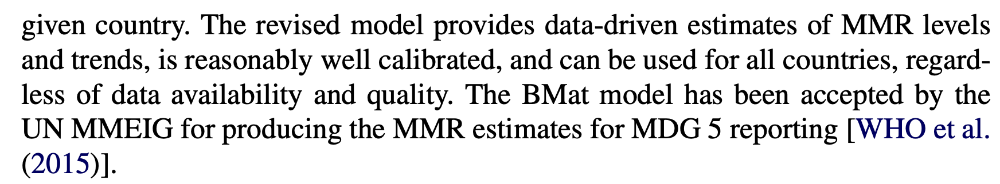 given country. The revised model provides data-driven estimates of MMR levels
and trends, is reasonably well calibrated, and can be used for all countries, regard-
less of data availability and quality. The BMat model has been accepted by the
UN MMEIG for producing the MMR estimates for MDG 5 reporting [WHO et al.
(2015)].